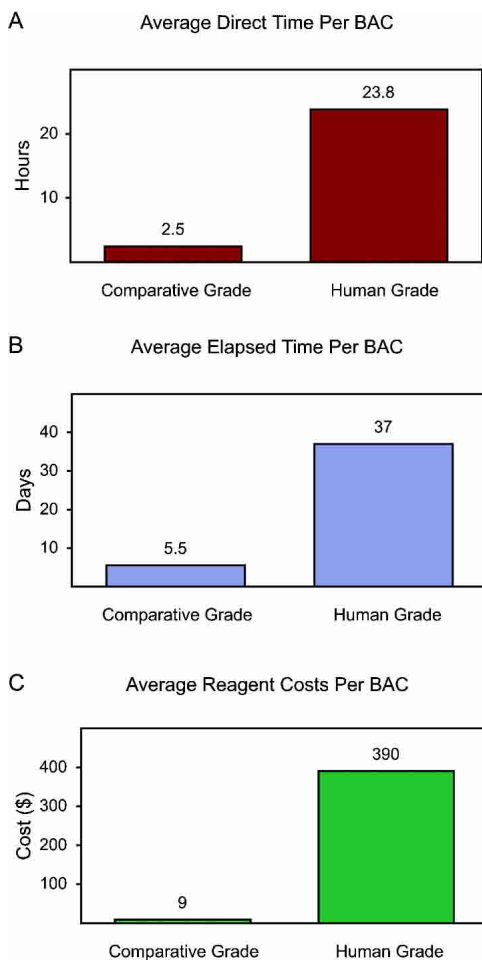 A
Average Direct Time Per BAC
23.8
20
Hours
10
2.5
Comparative Grade Human Grade
B
Average Elapsed Time Per BAC
40
37
30
Days
20
10
5.5
Comparative Grade Human Grade
C
Average Reagent Costs Per BAC
400
390
300
Cost ($)
200
100
9
Comparative Grade Human Grade